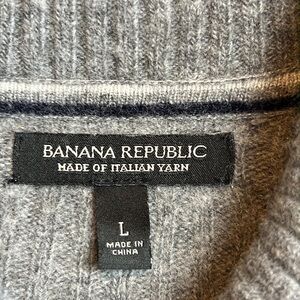 BANANA REPUBLIC
MADE OF ITALIAN YARN
L
MADE IN
CHINA